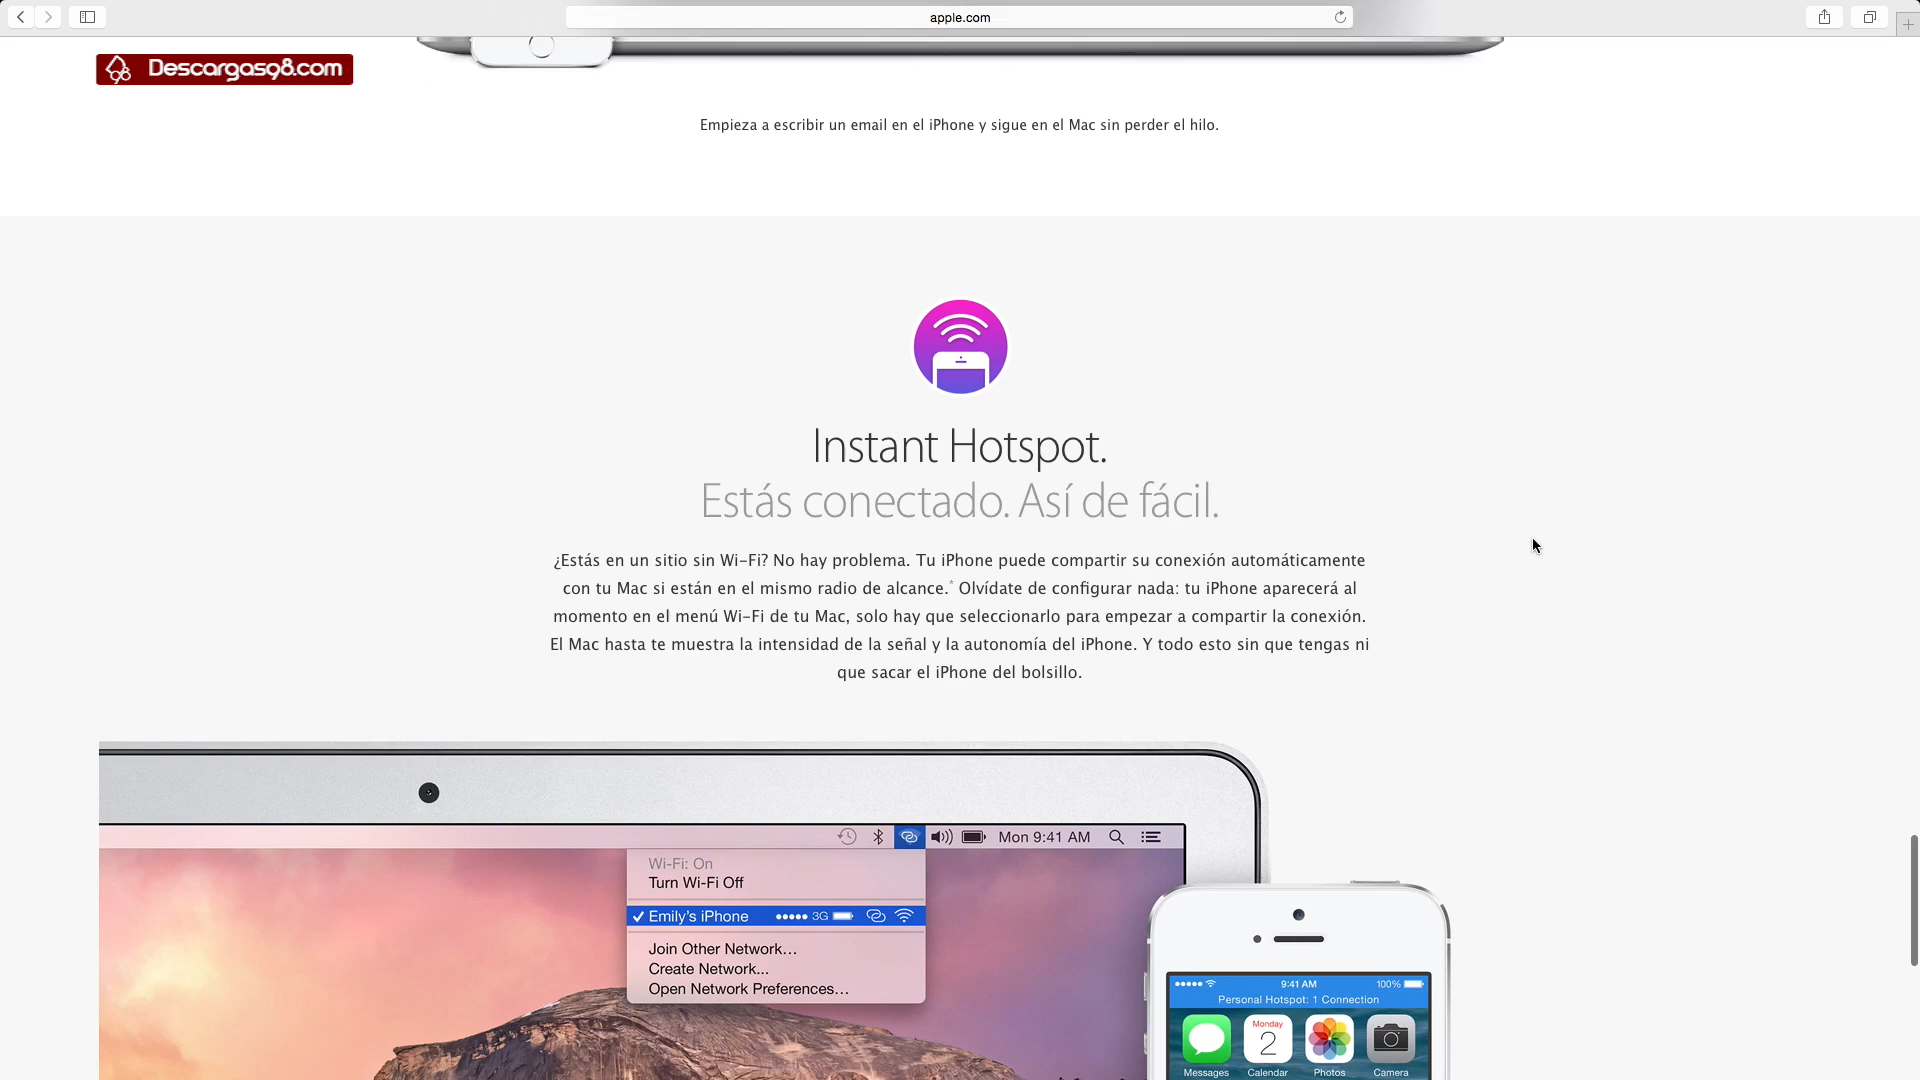 apple.com
98 Descargas98.com
Empieza a escribir un email en el iPhone y sigue en el Mac sin perder el hilo.
Instant Hotspot.
Estás conectado. Así de fácil.
¿Estás en un sitio sin Wi-Fi? No hay problema. Tu iPhone puede compartir su conexión automáticamente
con tu Mac si están en el mismo radio de alcance.* Olvídate de configurar nada: tu iPhone aparecerá al
momento en el menú Wi-Fi de tu Mac, solo hay que seleccionarlo para empezar a compartir la conexión.
El Mac hasta te muestra la intensidad de la señal y la autonomía del iPhone. Y todo esto sin que tengas ni
que sacar el iPhone del bolsillo.
Mon 9:41 AM
Wi-Fi: On
Turn Wi-Fi Off
Emily's iPhone 3G
Join Other Network...
Create Network...
Open Network Preferences...
9:41 AM 100%
Personal Hotspot: 1 Connection
Monday
2
Messages Calendar Photos Camera